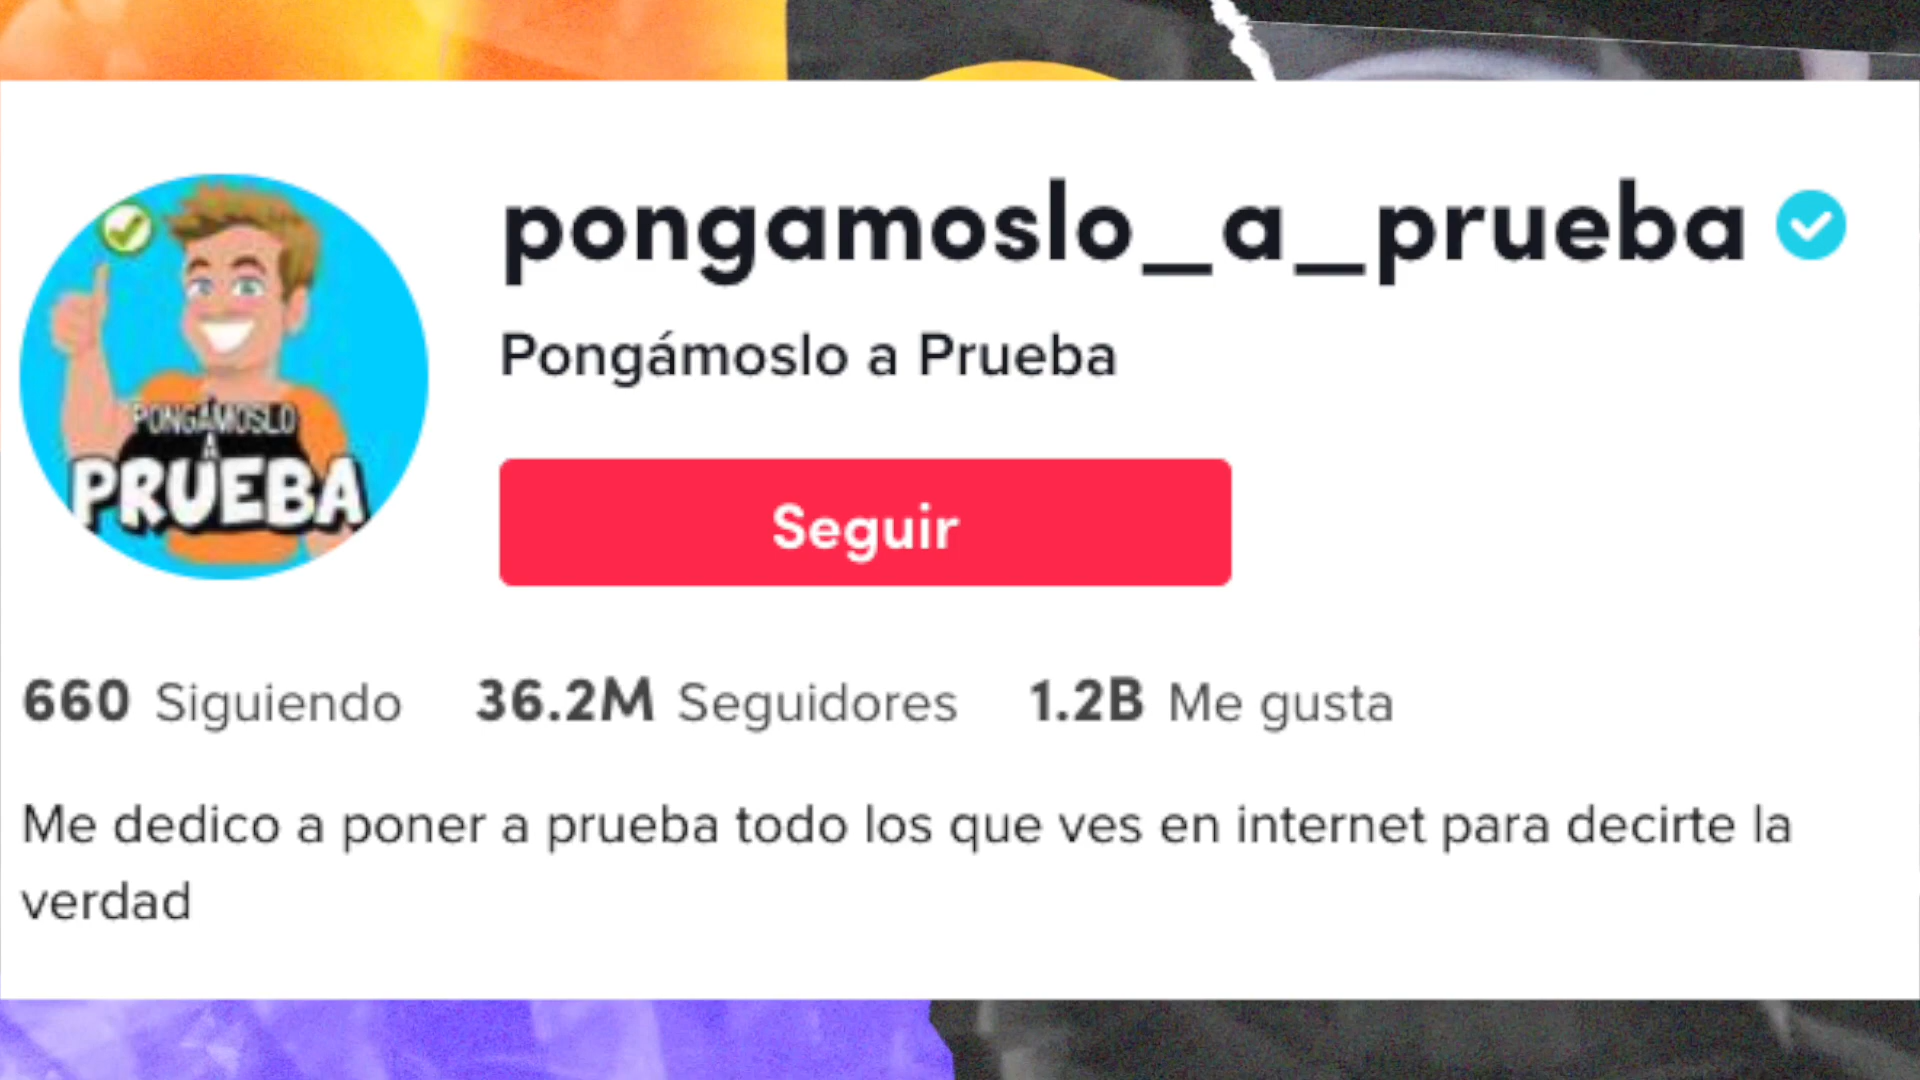 pongamoslo_a_prueba
Pongámoslo a Prueba
PONGÁMOSLO
A
PRUEBA
Seguir
660 Siguiendo 36.2M Seguidores 1.2B Me gusta
Me dedico a poner a prueba todo los que ves en internet para decirte la
verdad